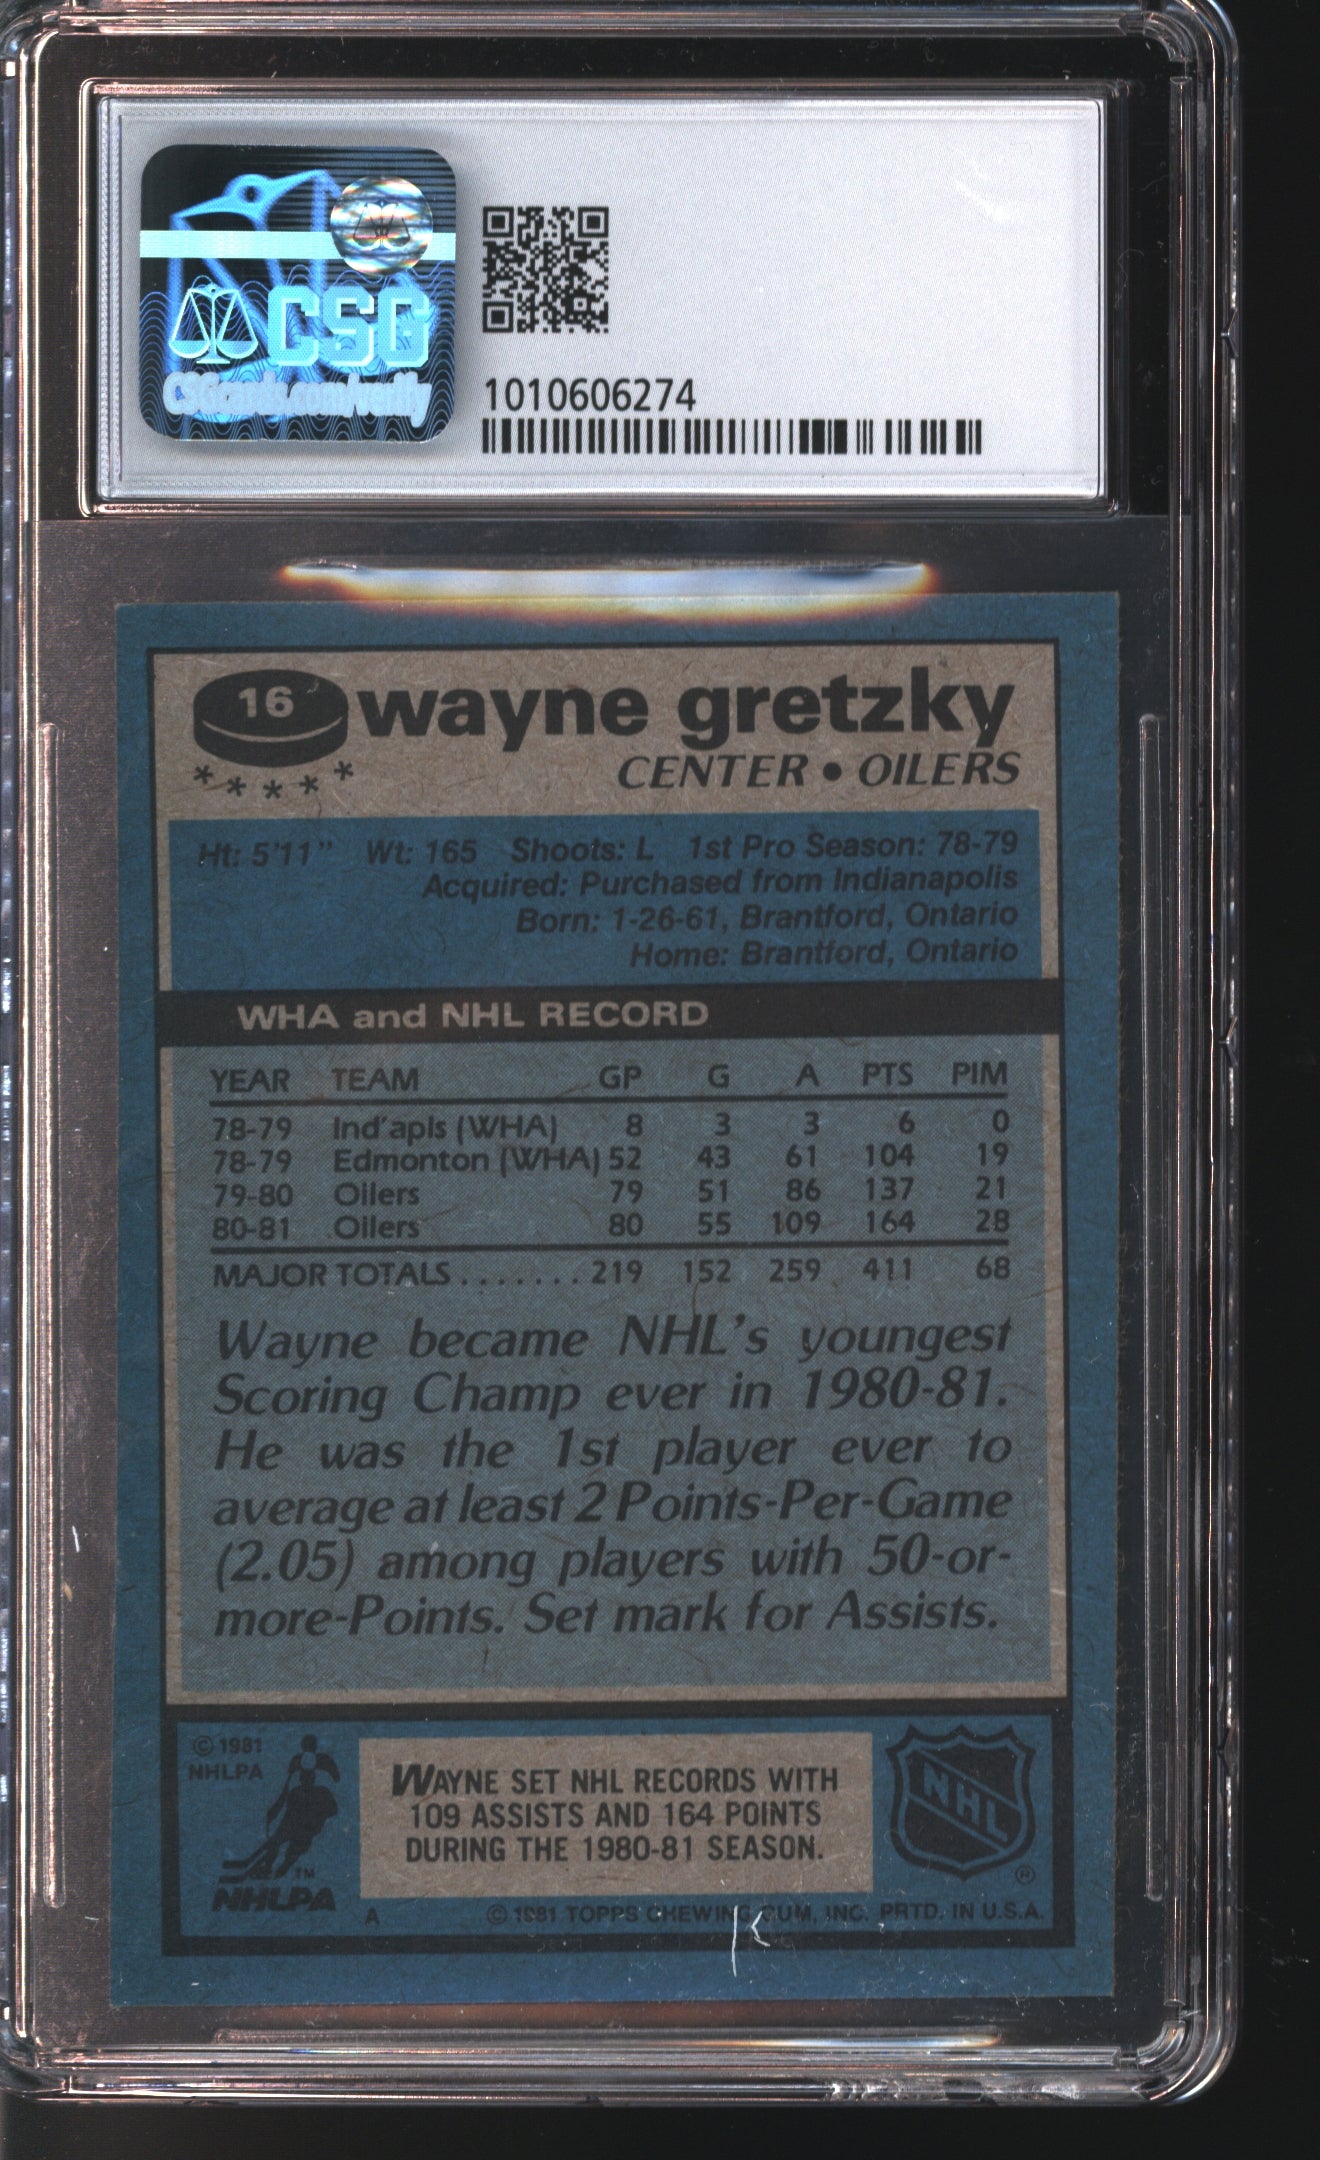 CSG
CSGcards.com/verify
1010606274
16
wayne gretzky
* * * * *
CENTER • OILERS
Ht: 5'11" Wt: 165 Shoots: L 1st Pro Season: 78-79
Acquired: Purchased from Indianapolis
Born: 1-26-61, Brantford, Ontario
Home: Brantford, Ontario
WHA and NHL RECORD
YEAR TEAM GP G A PTS PIM
78-79 Ind'apls (WHA) 8 3 3 6 0
78-79 Edmonton (WHA) 52 43 61 104 19
79-80 Oilers 79 51 86 137 21
80-81 Oilers 80 55 109 164 28
MAJOR TOTALS ....... 219 152 259 411 68
Wayne became NHL's youngest
Scoring Champ ever in 1980-81.
He was the 1st player ever to
average at least 2 Points-Per-Game
(2.05) among players with 50-or-
more-Points. Set mark for Assists.
© 1981
NHLPA
TM
NHLPA
WAYNE SET NHL RECORDS WITH
109 ASSISTS AND 164 POINTS
DURING THE 1980-81 SEASON.
NHL
®
A © 1981 TOPPS CHEWING GUM, INC. PRTD. IN U.S.A.